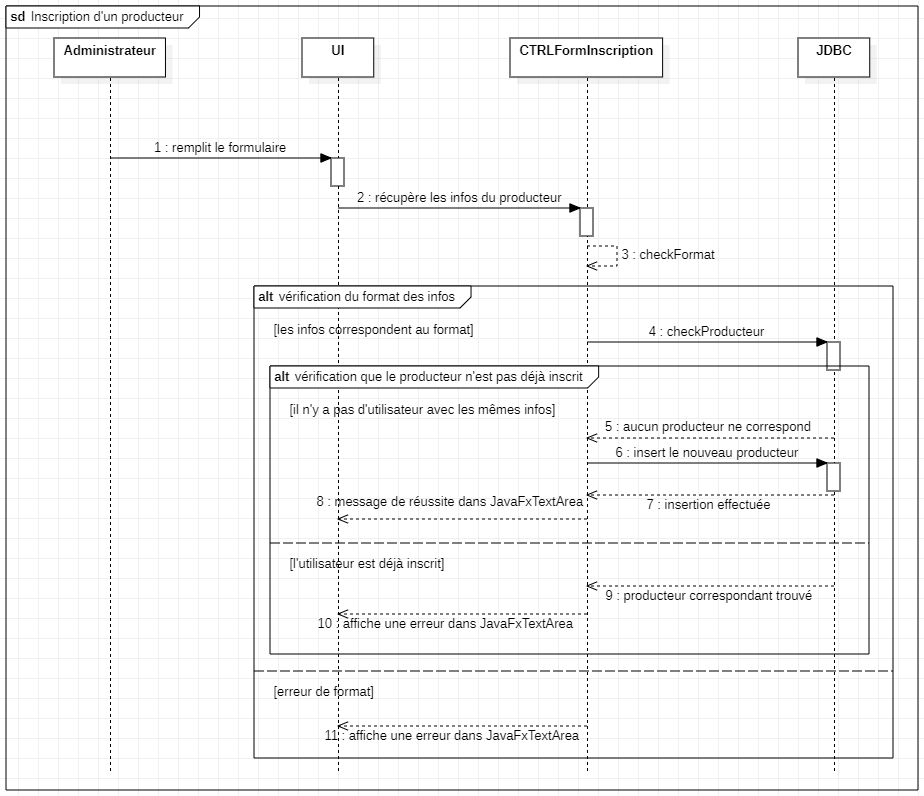 sd Inscription d'un producteur
Administrateur
UI
CTRLFormInscription
JDBC
1 : remplit le formulaire
2 : récupère les infos du producteur
3 : checkFormat
alt vérification du format des infos
[les infos correspondent au format]
4 : checkProducteur
alt vérification que le producteur n'est pas déjà inscrit
[il n'y a pas d'utilisateur avec les mêmes infos]
5 : aucun producteur ne correspond
6 : insert le nouveau producteur
8 : message de réussite dans JavaFxTextArea
7 : insertion effectuée
[l'utilisateur est déjà inscrit]
9 : producteur correspondant trouvé
10 : affiche une erreur dans JavaFxTextArea
[erreur de format]
11 : affiche une erreur dans JavaFxTextArea